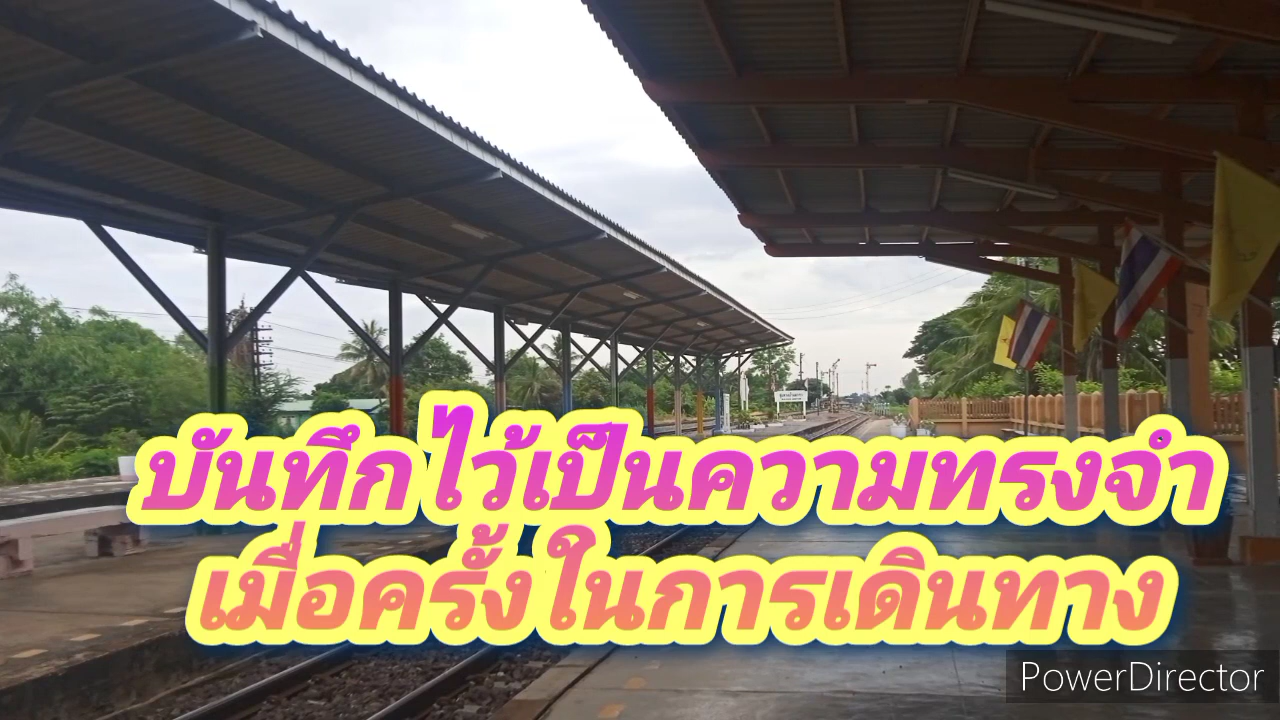 บันทึกไว้เป็นความทรงจำ
เมื่อครั้งในการเดินทาง
PowerDirector